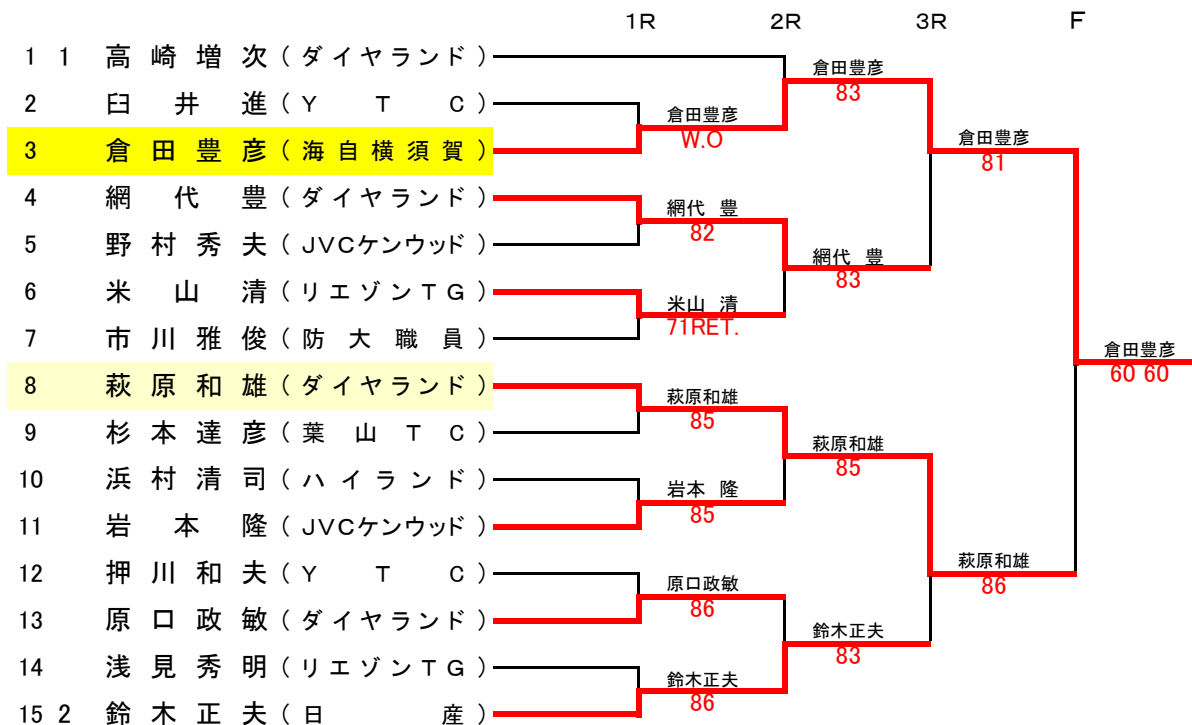 1R 2R 3R F
1 1 高崎増次(ダイヤランド)
2 臼井進(YTC)
3 倉田豊彦(海自横須賀)
4 網代豊(ダイヤランド)
5 野村秀夫(JVCケンウッド)
6 米山清(リエゾンTG)
7 市川雅俊(防大職員)
8 萩原和雄(ダイヤランド)
9 杉本達彦(葉山TC)
10 浜村清司(ハイランド)
11 岩本隆(JVCケンウッド)
12 押川和夫(YTC)
13 原口政敏(ダイヤランド)
14 浅見秀明(リエゾンTG)
15 2 鈴木正夫(日産)
倉田豊彦
W.O
網代 豊
82
米山 清
71RET.
萩原和雄
85
岩本 隆
85
原口政敏
86
鈴木正夫
86
倉田豊彦
83
網代 豊
83
萩原和雄
85
鈴木正夫
83
倉田豊彦
81
萩原和雄
86
倉田豊彦
60 60